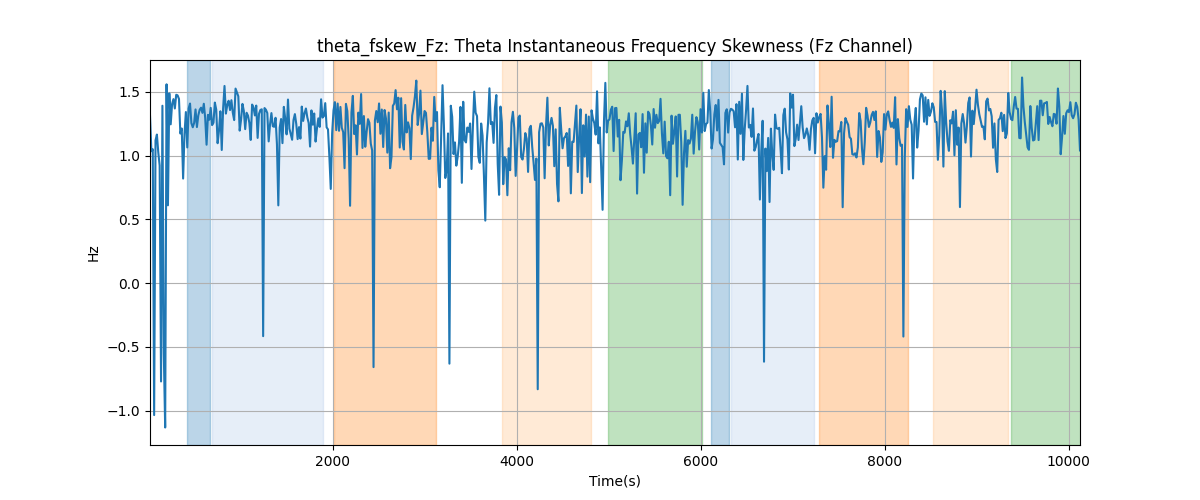 theta_fskew_Fz: Theta Instantaneous Frequency Skewness (Fz Channel)
1.5
1.0
0.5
0.0
−0.5
−1.0
Hz
2000 4000 6000 8000 10000
Time(s)